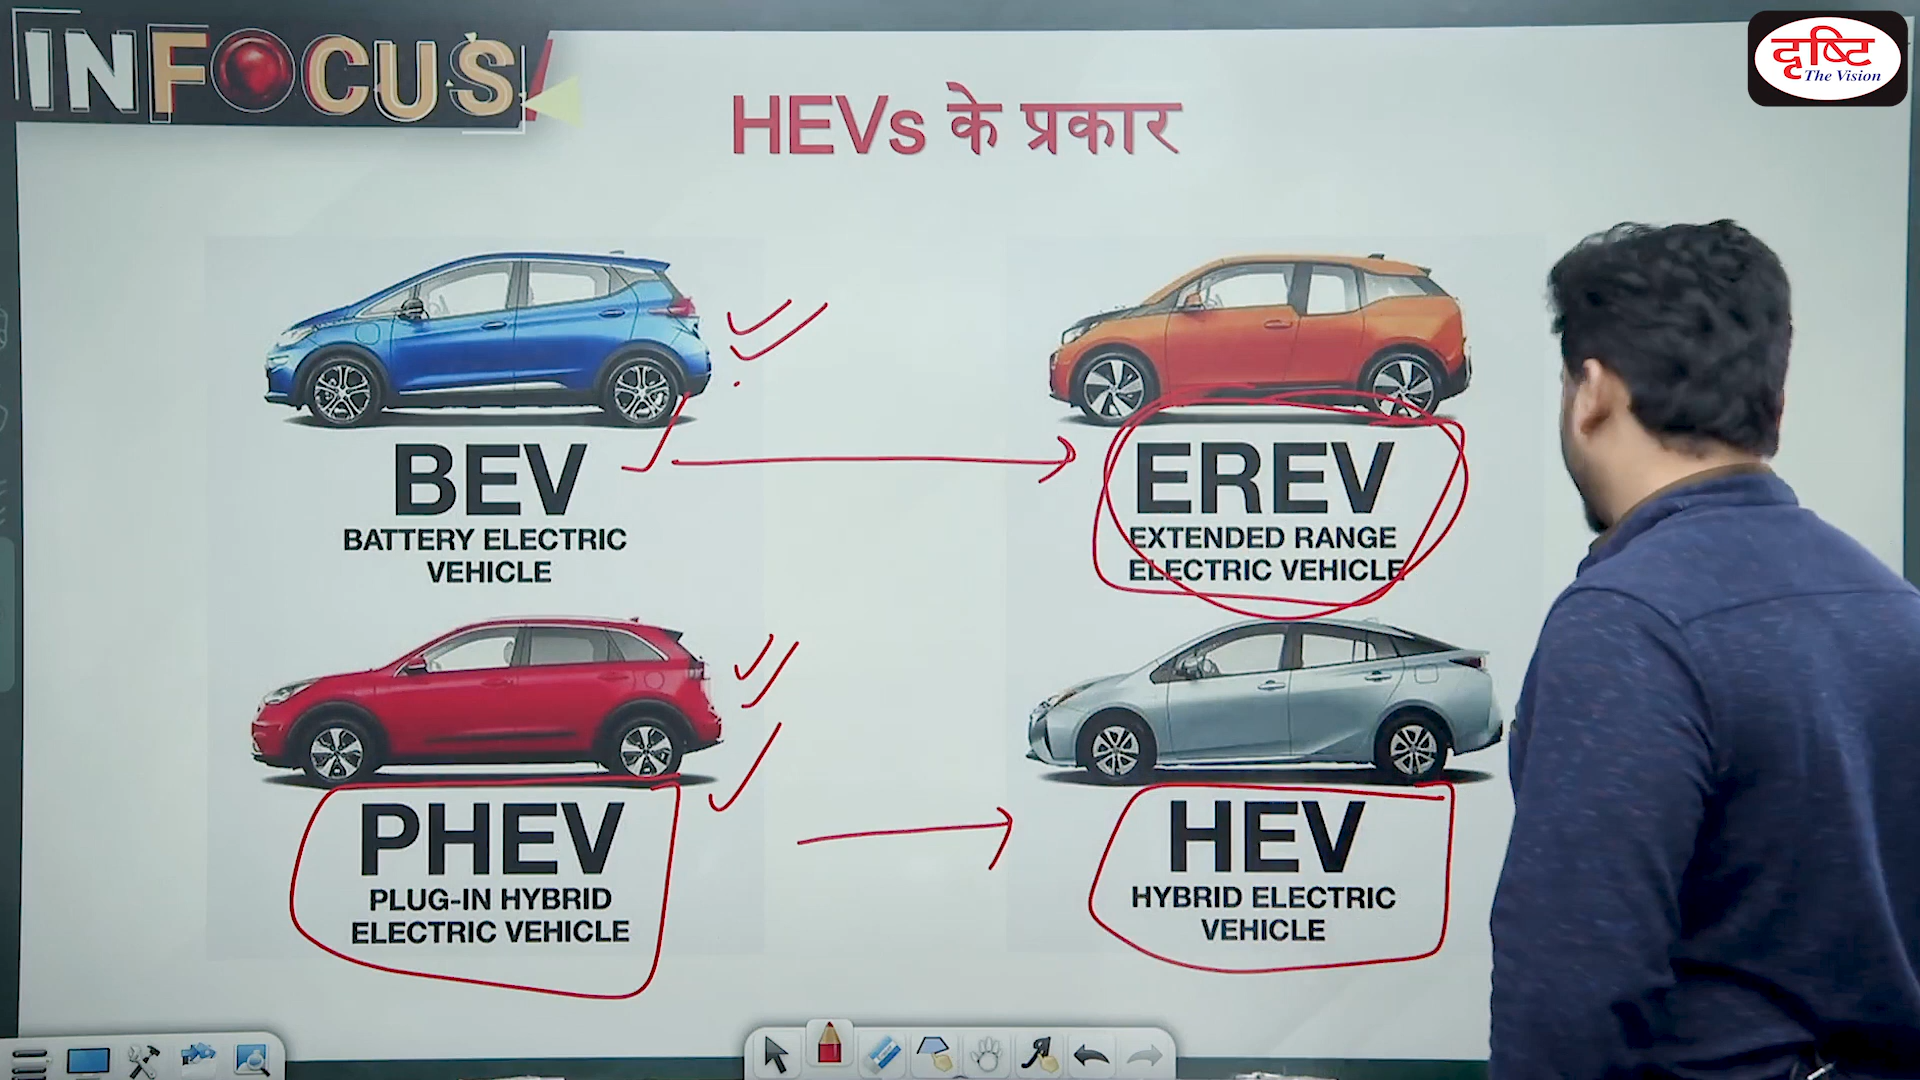 INFOCUS
दृष्टि
The Vision
HEVs के प्रकार
BEV
BATTERY ELECTRIC
VEHICLE
EREV
EXTENDED RANGE
ELECTRIC VEHICLE
PHEV
PLUG-IN HYBRID
ELECTRIC VEHICLE
HEV
HYBRID ELECTRIC
VEHICLE